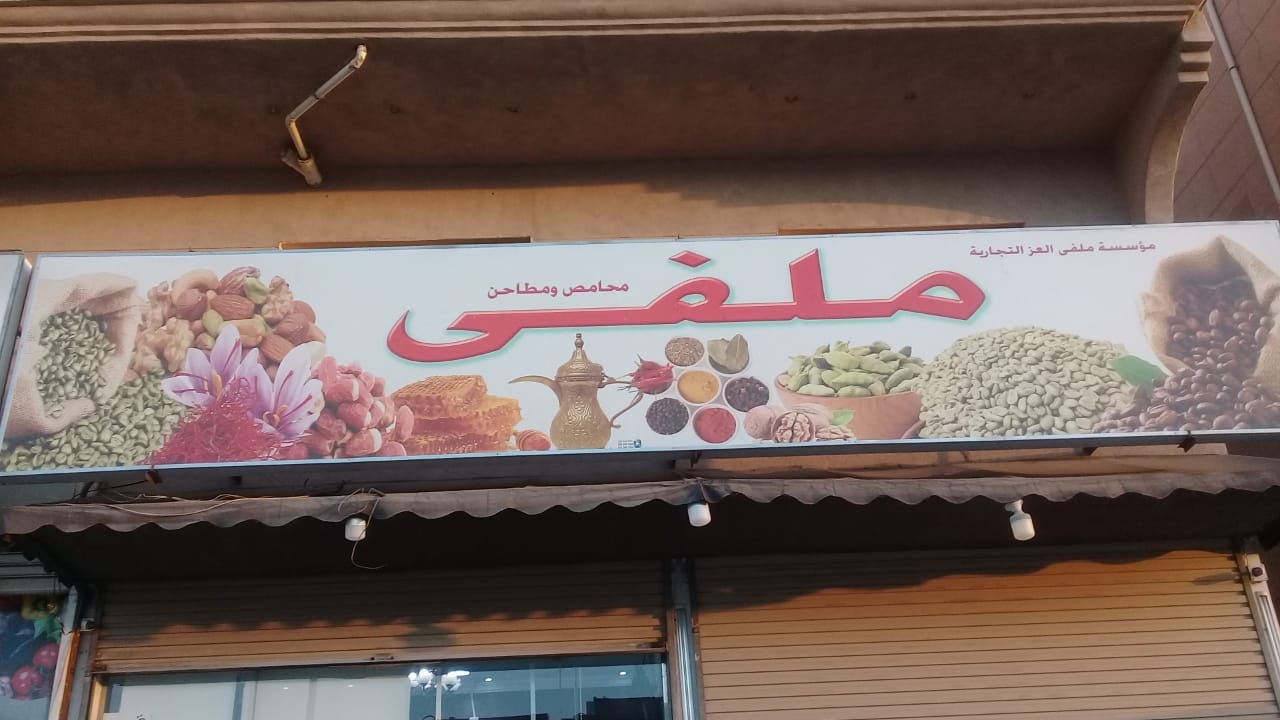 مؤسسة ملفى العز التجارية
ملفى
محامص ومطاحن